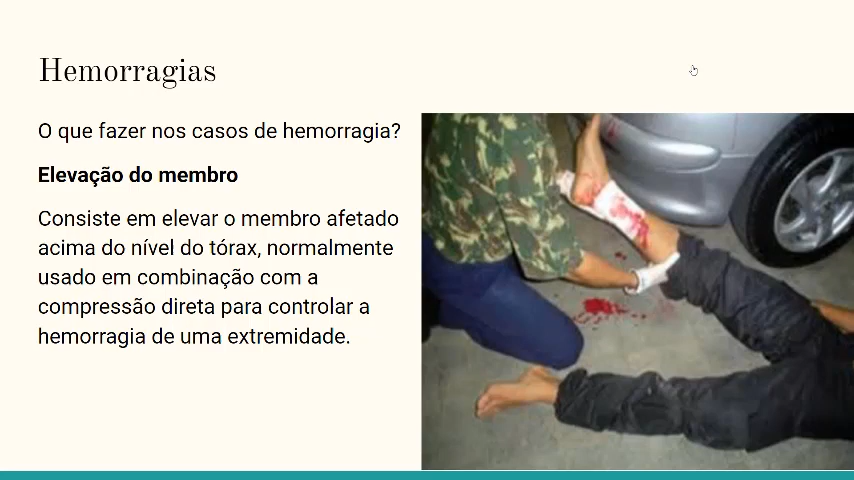 Hemorragias
O que fazer nos casos de hemorragia?
Elevação do membro
Consiste em elevar o membro afetado
acima do nível do tórax, normalmente
usado em combinação com a
compressão direta para controlar a
hemorragia de uma extremidade.